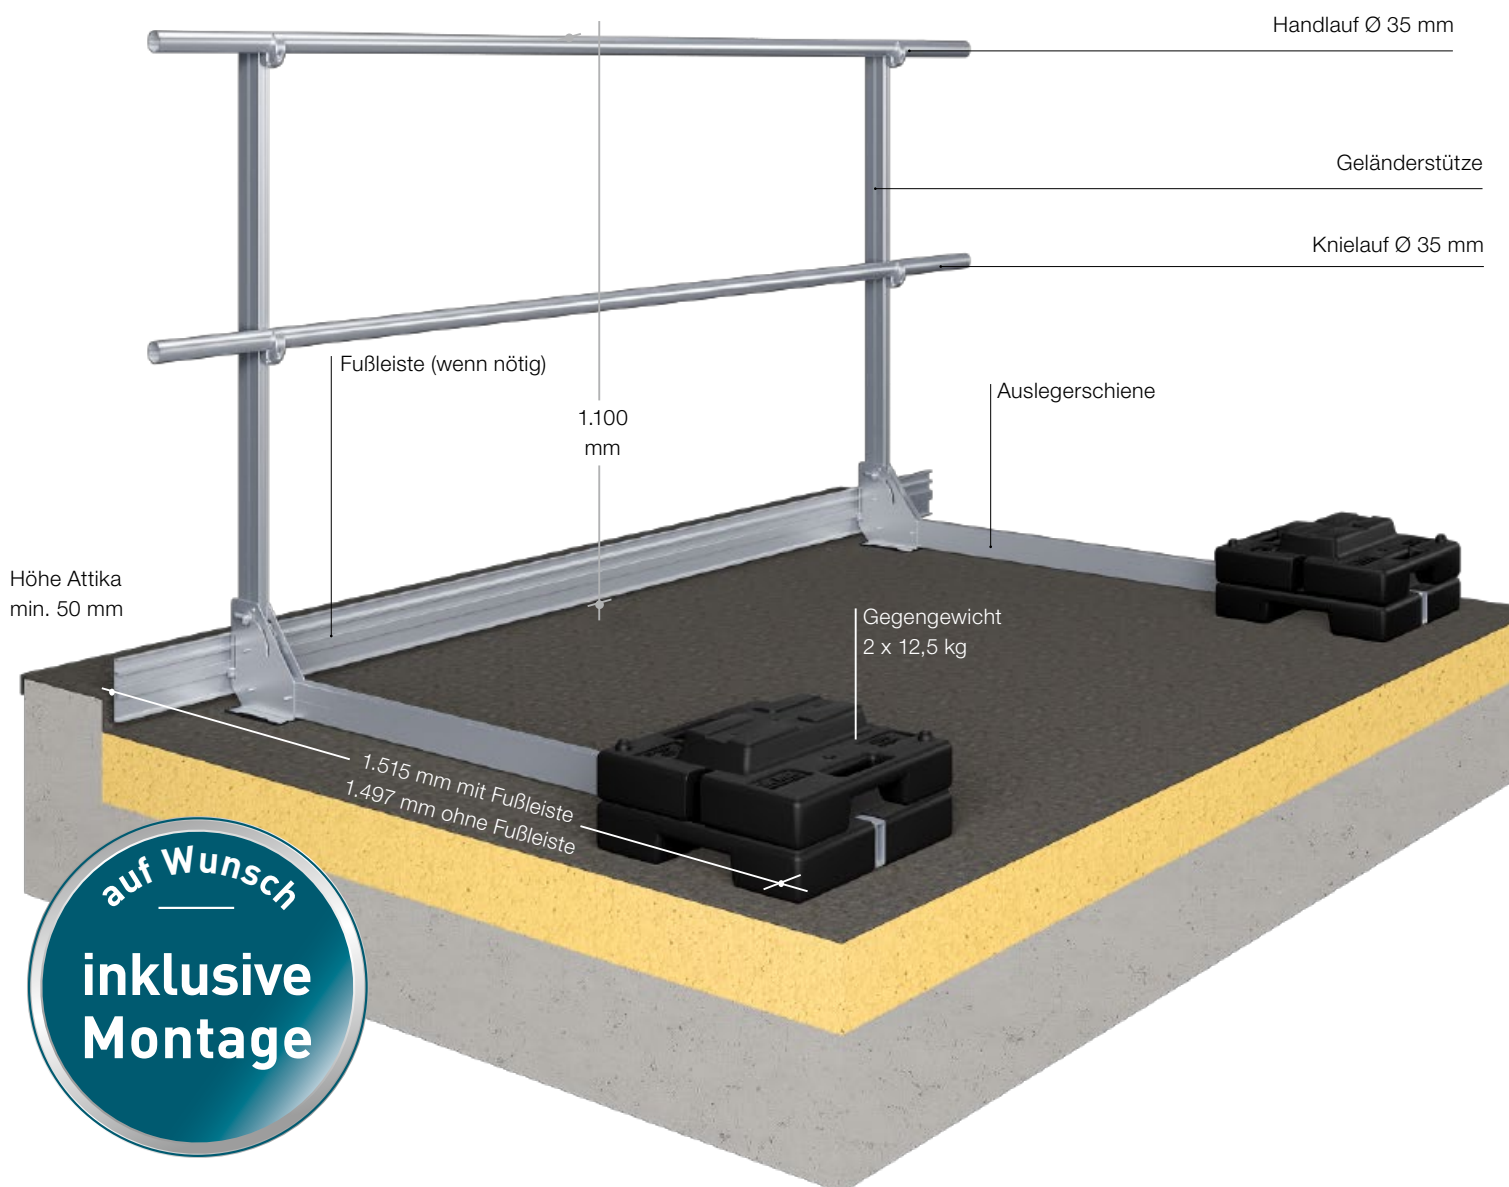 Handlauf Ø 35 mm
Geländerstütze
Knielauf Ø 35 mm
Fußleiste (wenn nötig)
Auslegerschiene
1.100
mm
Höhe Attika
min. 50 mm
Gegengewicht
2 x 12,5 kg
1.515 mm mit Fußleiste
1.497 mm ohne Fußleiste
auf Wunsch
inklusive
Montage